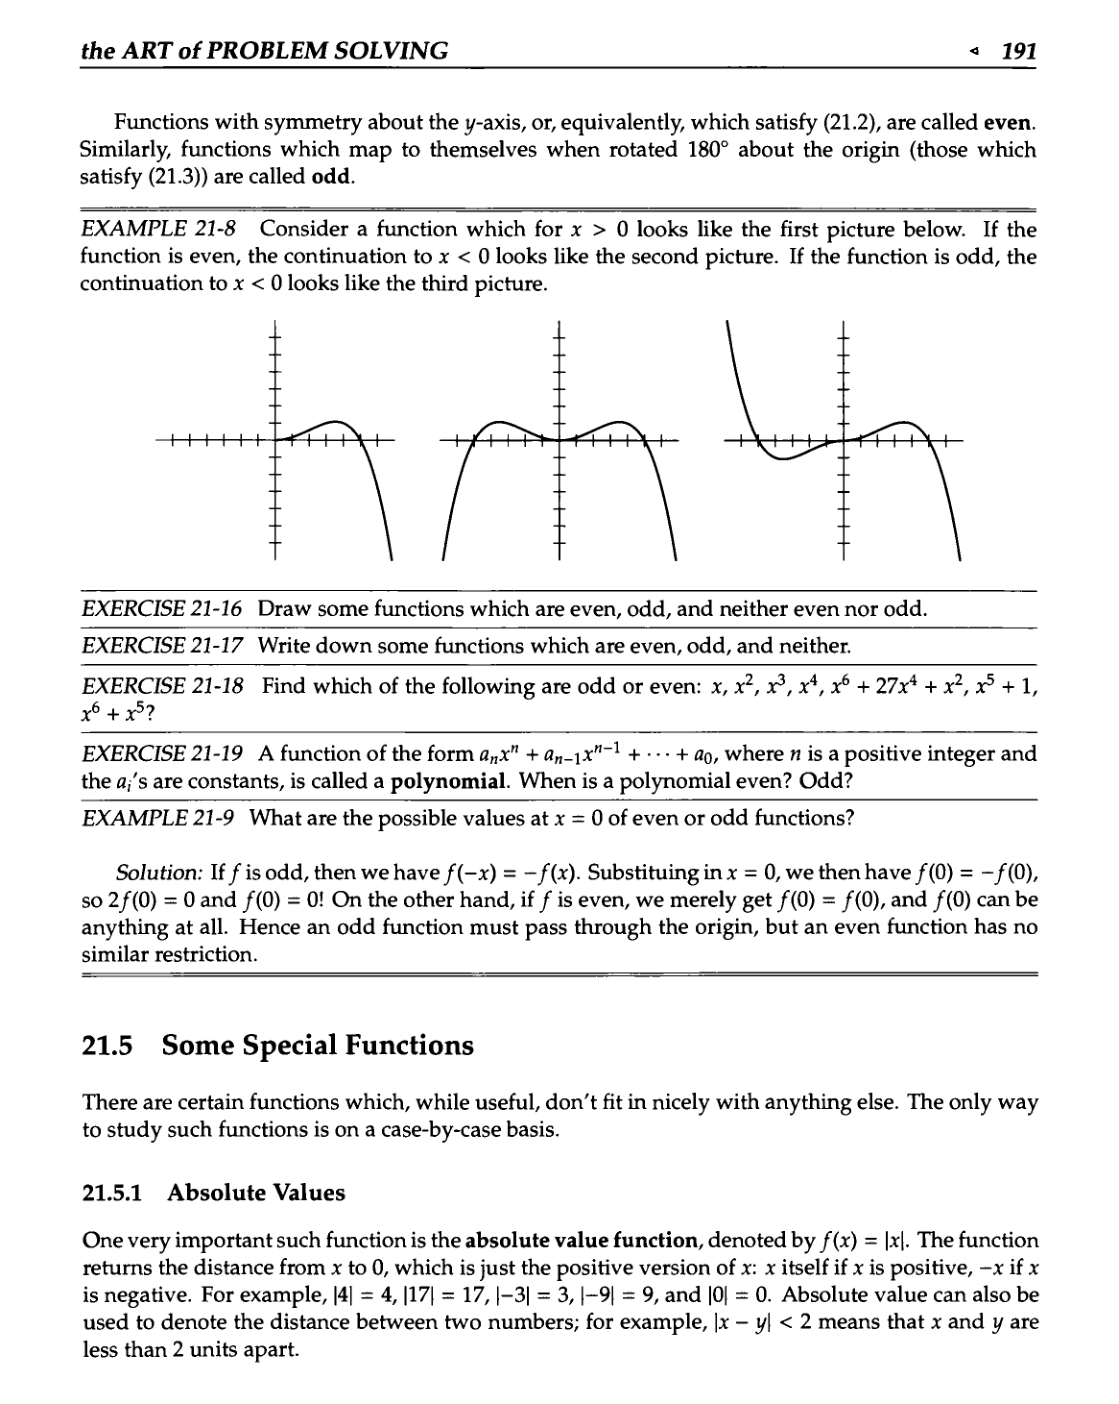 the ART of PROBLEM SOLVING ◃ 191
Functions with symmetry about the y-axis, or, equivalently, which satisfy (21.2), are called even.
Similarly, functions which map to themselves when rotated 180° about the origin (those which
satisfy (21.3)) are called odd.
EXAMPLE 21-8 Consider a function which for x > 0 looks like the first picture below. If the
function is even, the continuation to x < 0 looks like the second picture. If the function is odd, the
continuation to x < 0 looks like the third picture.
EXERCISE 21-16 Draw some functions which are even, odd, and neither even nor odd.
EXERCISE 21-17 Write down some functions which are even, odd, and neither.
EXERCISE 21-18 Find which of the following are odd or even: x, x², x³, x⁴, x⁶ + 27x⁴ + x², x⁵ + 1,
x⁶ + x⁵?
EXERCISE 21-19 A function of the form aₙxⁿ + aₙ₋₁xⁿ⁻¹ + ··· + a₀, where n is a positive integer and
the aᵢ's are constants, is called a polynomial. When is a polynomial even? Odd?
EXAMPLE 21-9 What are the possible values at x = 0 of even or odd functions?
Solution: If f is odd, then we have f(−x) = −f(x). Substituing in x = 0, we then have f(0) = −f(0),
so 2f(0) = 0 and f(0) = 0! On the other hand, if f is even, we merely get f(0) = f(0), and f(0) can be
anything at all. Hence an odd function must pass through the origin, but an even function has no
similar restriction.
21.5 Some Special Functions
There are certain functions which, while useful, don't fit in nicely with anything else. The only way
to study such functions is on a case-by-case basis.
21.5.1 Absolute Values
One very important such function is the absolute value function, denoted by f(x) = |x|. The function
returns the distance from x to 0, which is just the positive version of x: x itself if x is positive, −x if x
is negative. For example, |4| = 4, |17| = 17, |−3| = 3, |−9| = 9, and |0| = 0. Absolute value can also be
used to denote the distance between two numbers; for example, |x − y| < 2 means that x and y are
less than 2 units apart.